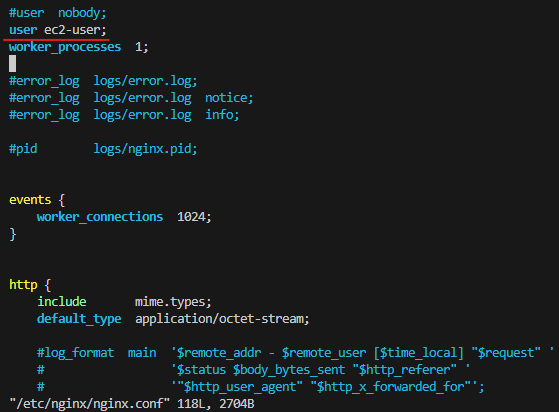 #user  nobody;
user ec2-user;
worker_processes  1;
#error_log  logs/error.log;
#error_log  logs/error.log  notice;
#error_log  logs/error.log  info;
#pid        logs/nginx.pid;
events {
    worker_connections  1024;
}
http {
    include       mime.types;
    default_type  application/octet-stream;
    #log_format  main  '$remote_addr - $remote_user [$time_local] "$request" '
    #                  '$status $body_bytes_sent "$http_referer" '
    #                  '"$http_user_agent" "$http_x_forwarded_for"';
"/etc/nginx/nginx.conf" 118L, 2704B